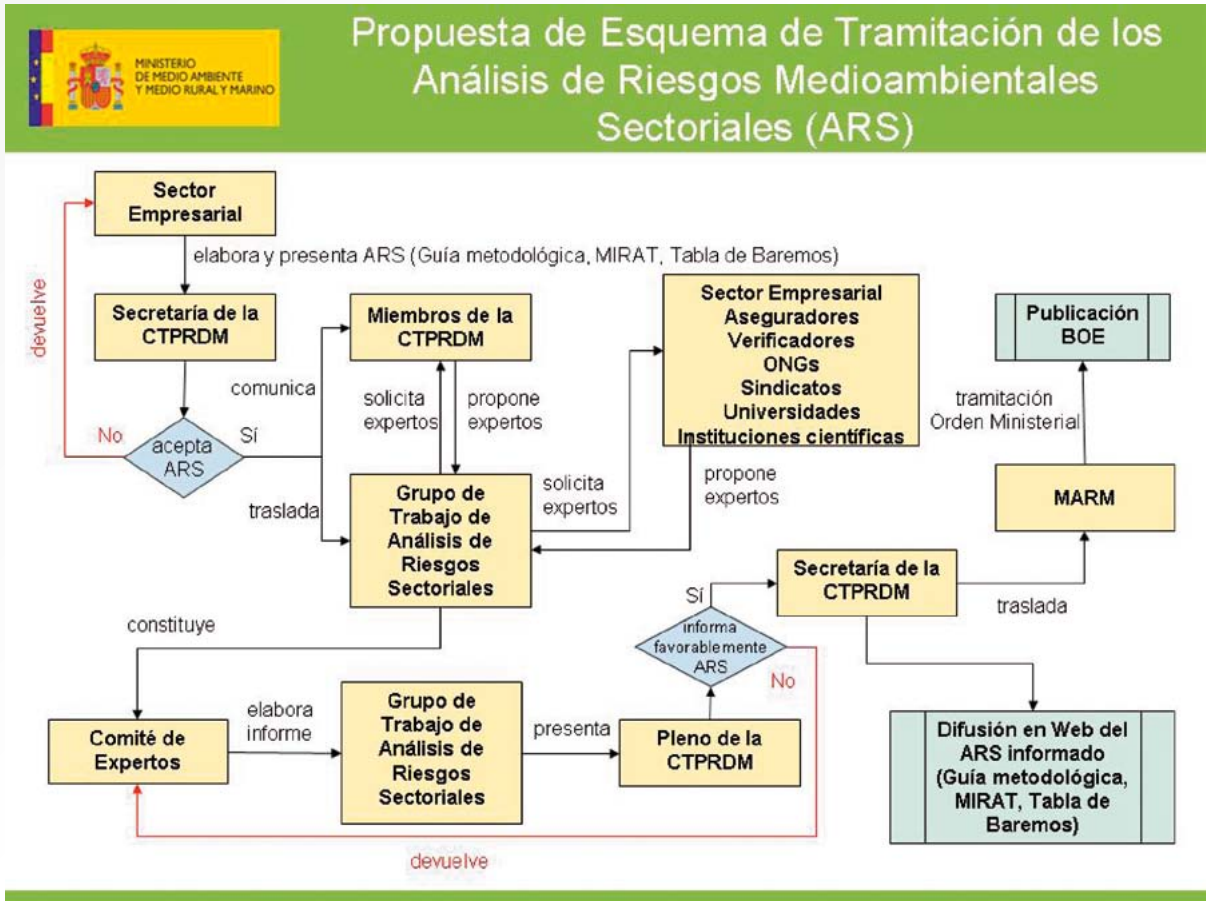 MINISTERIO
DE MEDIO AMBIENTE
Y MEDIO RURAL Y MARINO
Propuesta de Esquema de Tramitación de los
Análisis de Riesgos Medioambientales
Sectoriales (ARS)
Sector
Empresarial
elabora y presenta ARS (Guía metodológica, MIRAT, Tabla de Baremos)
devuelve
Secretaría de la
CTPRDM
Miembros de la
CTPRDM
Sector Empresarial
Aseguradores
Verificadores
ONGs
Sindicatos
Universidades
Instituciones científicas
Publicación
BOE
comunica
solicita
expertos
propone
expertos
tramitación
Orden Ministerial
No
acepta
ARS
Sí
traslada
Grupo de
Trabajo de
Análisis de
Riesgos
Sectoriales
solicita
expertos
propone
expertos
MARM
Secretaría de la
CTPRDM
traslada
Sí
informa
favorablemente
ARS
No
constituye
Comité de
Expertos
elabora
informe
Grupo de
Trabajo de
Análisis de
Riesgos
Sectoriales
presenta
Pleno de la
CTPRDM
Difusión en Web del
ARS informado
(Guía metodológica,
MIRAT, Tabla de
Baremos)
devuelve